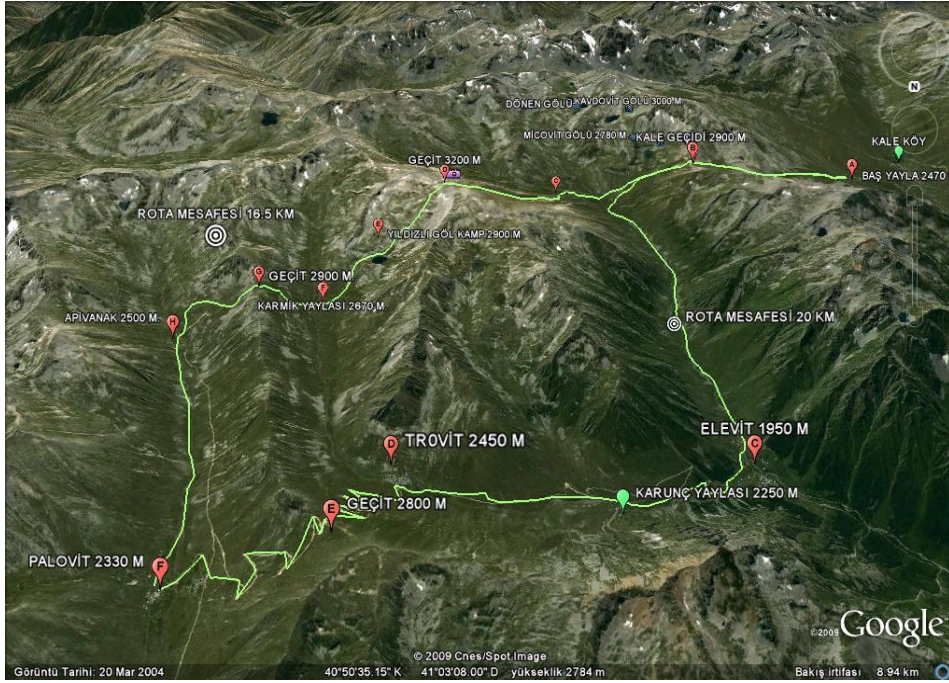 N
DÖNEN GÖLÜ
KAVDOVİT GÖLÜ 3000 M.
MİCOVİT GÖLÜ 2780 M.
KALE GEÇİDİ 2900 M.
KALE KÖY
B
GEÇİT 3200 M
D
G
C
A
BAŞ YAYLA 2470
ROTA MESAFESİ 16.5 KM
E
YILDIZLI GÖL KAMP 2900 M.
G
GEÇİT 2900 M
F
KARMİK YAYLASI 2670 M.
APİVANAK 2500 M.
H
ROTA MESAFESİ 20 KM
ELEVİT 1950 M
C
D
TROVİT 2450 M
KARUNÇ YAYLASI 2250 M
E
GEÇİT 2800 M
PALOVİT 2330 M
F
©2009 Google
© 2009 Cnes/Spot Image
Görüntü Tarihi: 20 Mar 2004
40°50'35.15" K
41°03'08.00" D
yükseklik 2784 m
Bakış irtifası
8.94 km